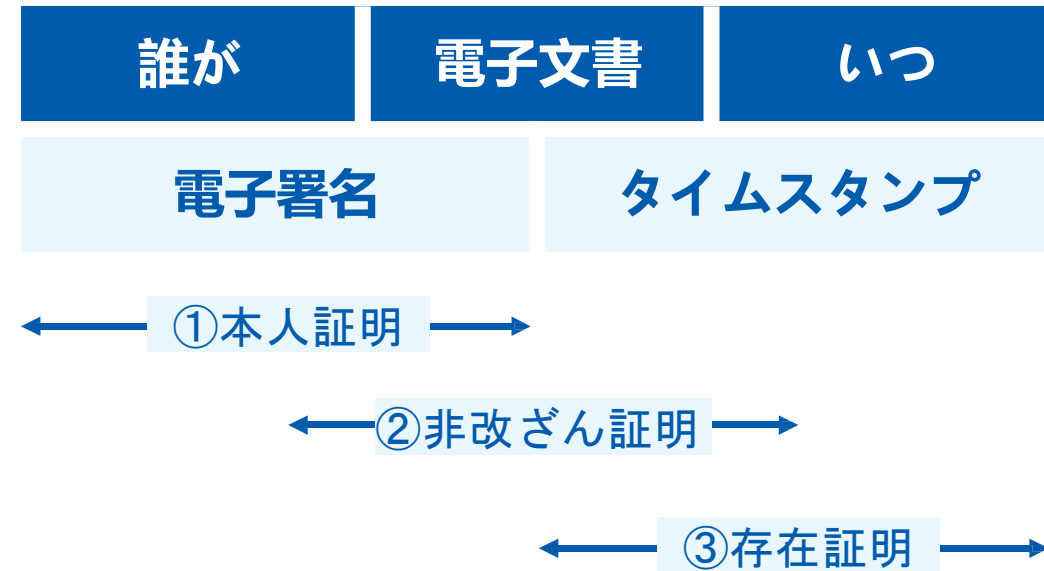 誰が 電子文書 いつ
電子署名 タイムスタンプ
①本人証明
②非改ざん証明
③存在証明